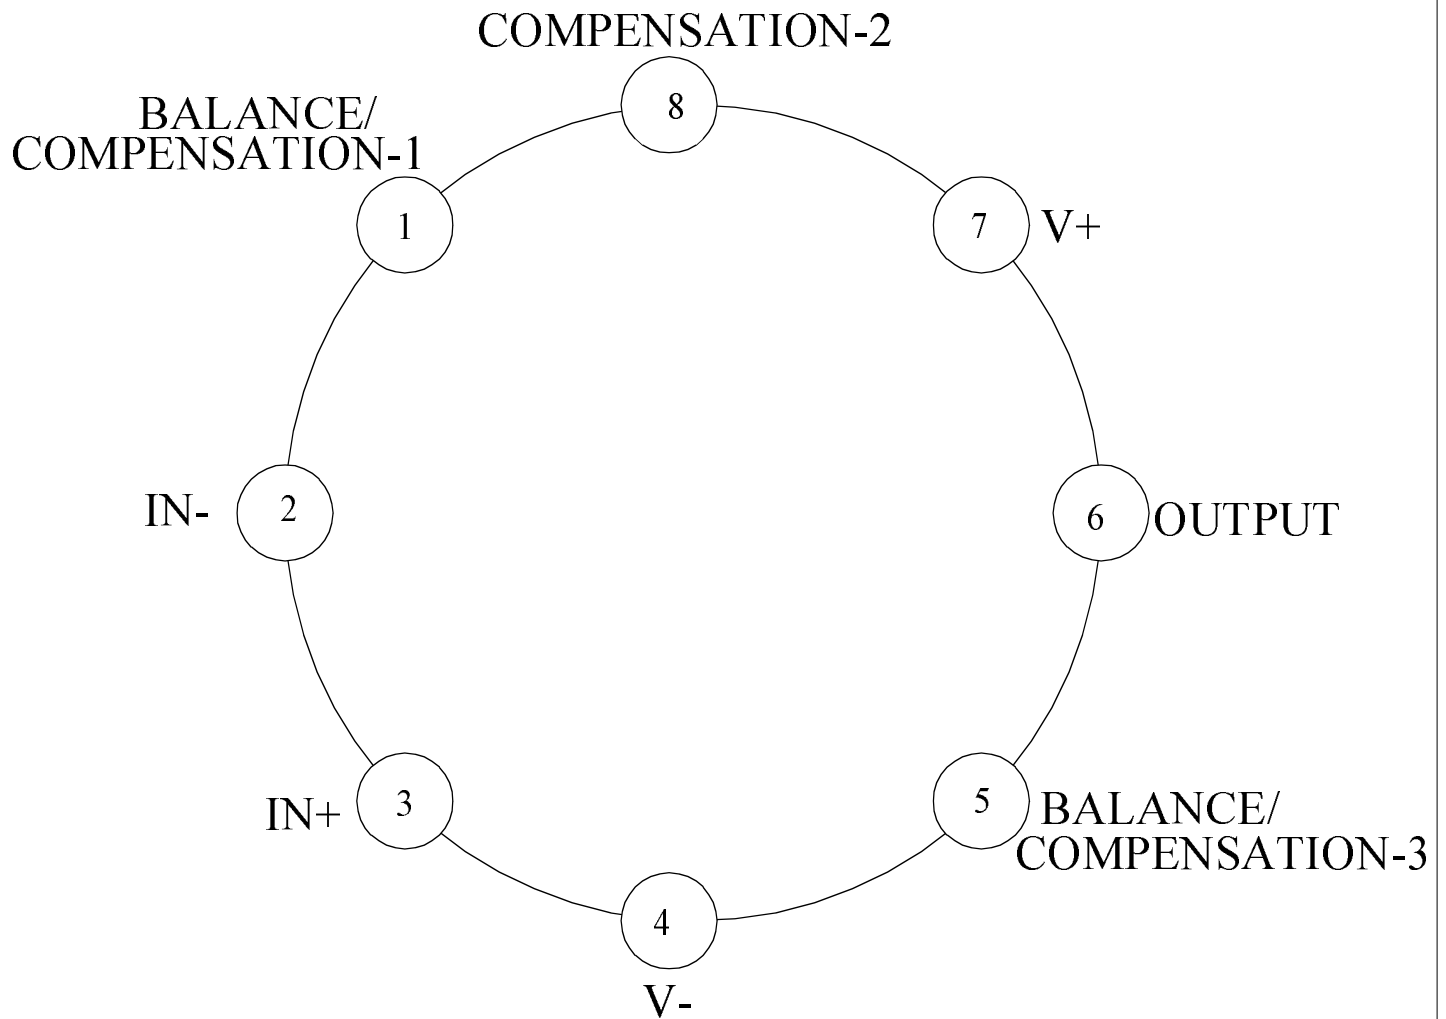 COMPENSATION-2
8
BALANCE/
COMPENSATION-1
1
7
V+
IN-
2
6
OUTPUT
IN+
3
5
BALANCE/
COMPENSATION-3
4
V-